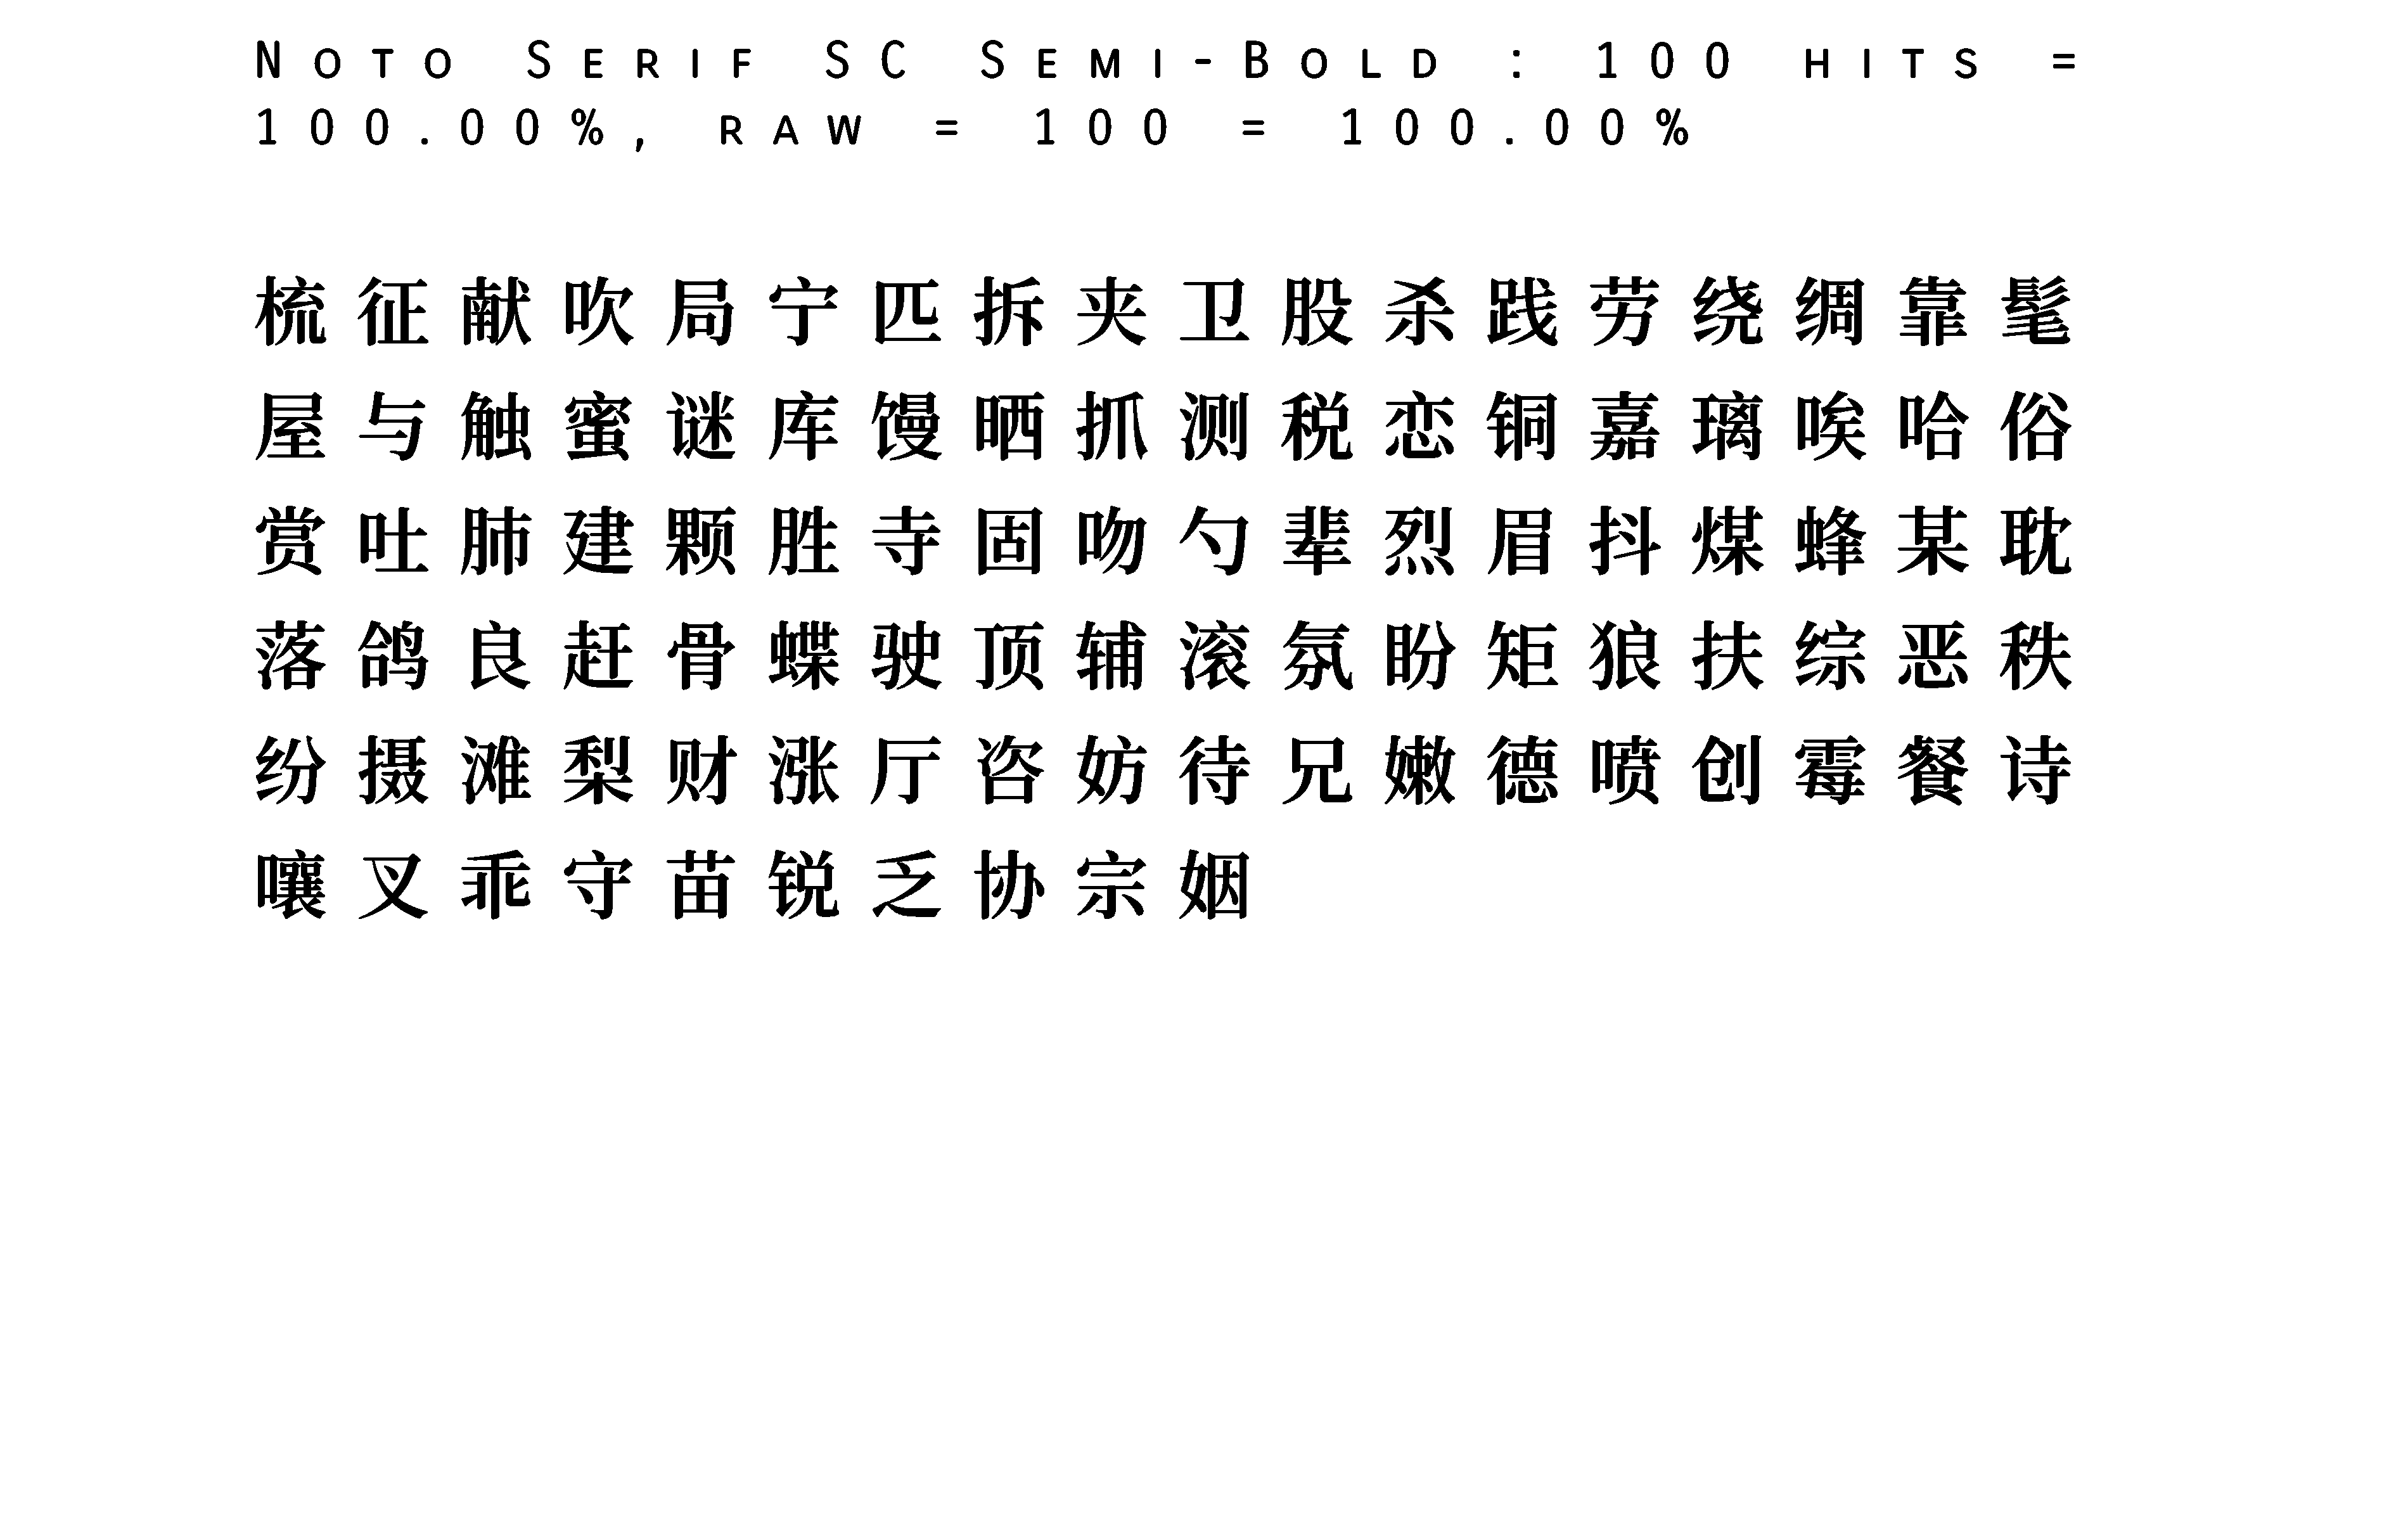 Noto Serif SC Semi-Bold : 100 hits =
100.00%, raw = 100 = 100.00%
梳征献吹局宁匹拆夹卫股杀践劳绕绸靠髦
屋与触蜜谜库馒晒抓测税恋铜嘉璃唉哈俗
赏吐肺建颗胜寺固吻勺辈烈眉抖煤蜂某耽
落鸽良赶骨蝶驶顶辅滚氛盼矩狼扶综恶秩
纷摄滩梨财涨厅咨妨待兄嫩德喷创霉餐诗
嚷叉乖守苗锐乏协宗姻